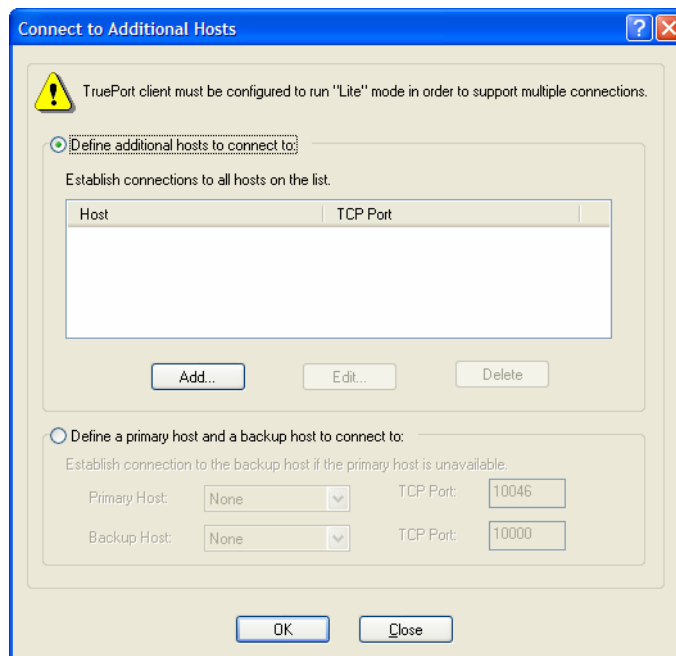 Connect to Additional Hosts
TruePort client must be configured to run "Lite" mode in order to support multiple connections.
Define additional hosts to connect to:
Establish connections to all hosts on the list.
Host TCP Port
Add... Edit... Delete
Define a primary host and a backup host to connect to:
Establish connection to the backup host if the primary host is unavailable.
Primary Host: None TCP Port: 10046
Backup Host: None TCP Port: 10000
OK Close